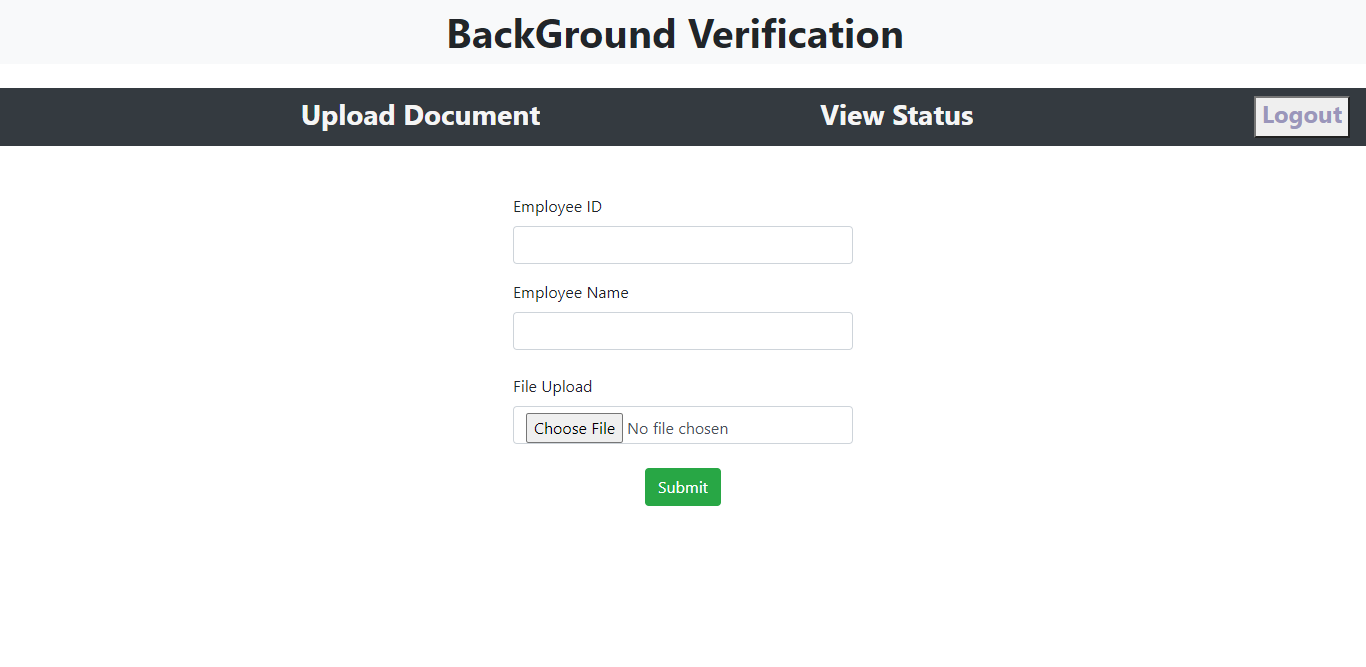 BackGround Verification
Upload Document View Status Logout
Employee ID
Employee Name
File Upload
Choose File No file chosen
Submit